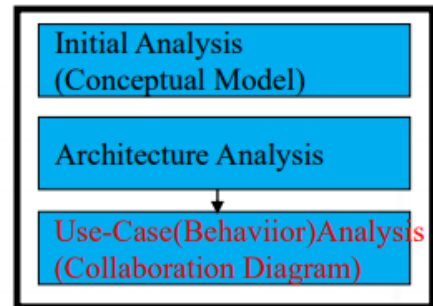 Initial Analysis
(Conceptual Model)
Architecture Analysis
Use-Case(Behaviior)Analysis
(Collaboration Diagram)